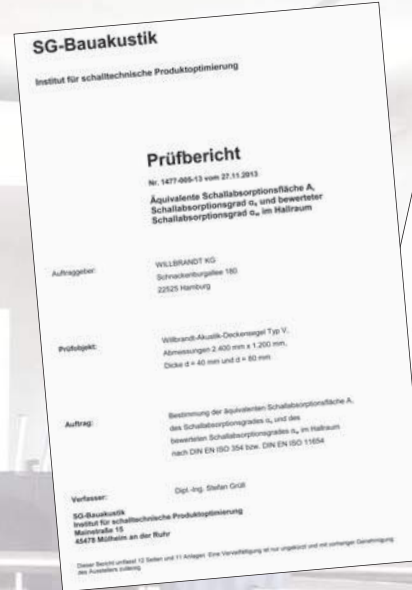 SG-Bauakustik
Institut für schalltechnische Produktoptimierung
Prüfbericht
Nr. 1477-005-13 vom 27.11.2013
Äquivalente Schallabsorptionsfläche A,
Schallabsorptionsgrad αs und bewerteter
Schallabsorptionsgrad αw im Hallraum
Auftraggeber: WILLBRANDT KG
Schnackenburgallee 180
22525 Hamburg
Prüfobjekt: Willbrandt-Akustik-Deckensegel Typ V,
Abmessungen 2.400 mm x 1.200 mm,
Dicke d = 40 mm und d = 80 mm
Auftrag: Bestimmung der äquivalenten Schallabsorptionsfläche A,
des Schallabsorptionsgrades αs und des
bewerteten Schallabsorptionsgrades αw im Hallraum
nach DIN EN ISO 354 bzw. DIN EN ISO 11654
Verfasser: Dipl.-Ing. Stefan Grüll
SG-Bauakustik
Institut für schalltechnische Produktoptimierung
Mainstraße 15
45478 Mülheim an der Ruhr
Dieser Bericht umfasst 12 Seiten und 11 Anlagen. Eine Vervielfältigung ist nur ungekürzt und mit vorheriger Genehmigung
des Ausstellers zulässig.